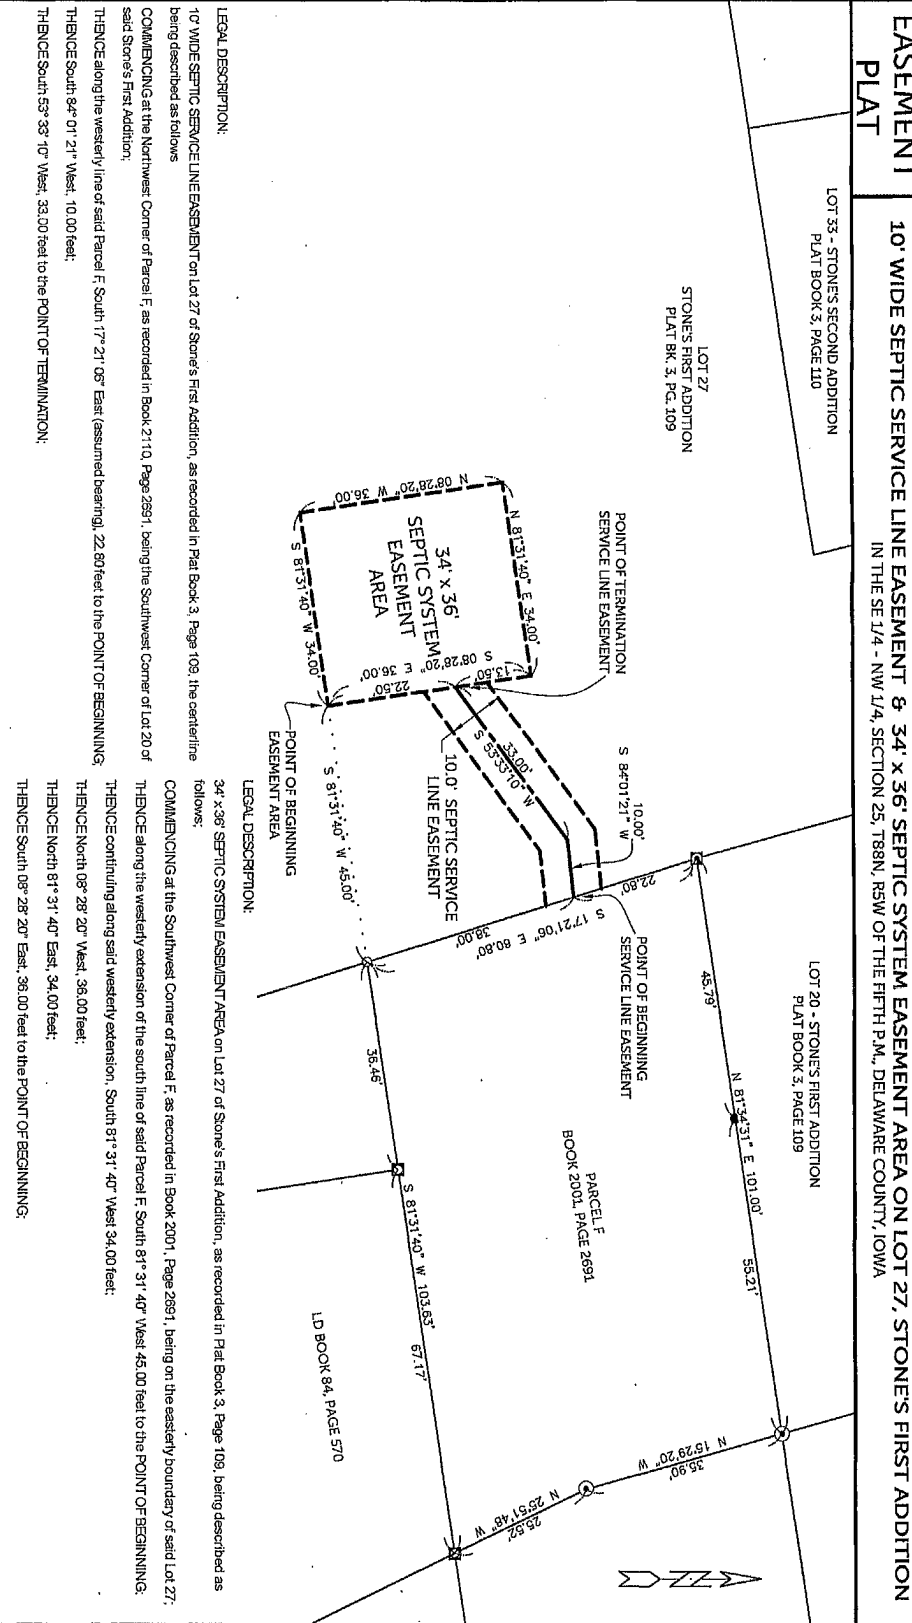 EASEMENT
PLAT
10' WIDE SEPTIC SERVICE LINE EASEMENT & 34' x 36' SEPTIC SYSTEM EASEMENT AREA ON LOT 27, STONE'S FIRST ADDITION
IN THE SE 1/4 - NW 1/4, SECTION 25, T88N, R5W OF THE FIFTH P.M., DELAWARE COUNTY, IOWA
LOT 33 - STONE'S SECOND ADDITION
PLAT BOOK 3, PAGE 110
LOT 20 - STONE'S FIRST ADDITION
PLAT BOOK 3, PAGE 109
LOT 27
STONE'S FIRST ADDITION
PLAT BK. 3, PG. 109
45.79'
N 81°34'31" E 101.00'
55.21'
N 15°29'20" W
35.90'
N 25°51'48" W
25.52'
N
S 84°01'21" W
10.00'
22.80'
POINT OF TERMINATION
SERVICE LINE EASEMENT
POINT OF BEGINNING
SERVICE LINE EASEMENT
S 17°21'06" E 60.80'
38.00'
PARCEL F
BOOK 2001, PAGE 2691
N 81°31'40" E 34.00'
13.50'
33.00'
S 53°33'10" W
34' x 36'
SEPTIC SYSTEM
EASEMENT
AREA
N 08°28'20" W 36.00'
S 08°28'20" E 36.00'
22.50'
10.0' SEPTIC SERVICE
LINE EASEMENT
S 81°31'40" W 34.00'
S 81°31'40" W 45.00'
POINT OF BEGINNING
EASEMENT AREA
36.46'
S 81°31'40" W 103.63'
67.17'
LD BOOK 84, PAGE 570
LEGAL DESCRIPTION:
10' WIDE SEPTIC SERVICE LINE EASEMENT on Lot 27 of Stone's First Addition, as recorded in Plat Book 3, Page 109, the centerline
being described as follows
COMMENCING at the Northwest Corner of Parcel F, as recorded in Book 2110, Page 2691, being the Southwest Corner of Lot 20 of
said Stone's First Addition;
THENCE along the westerly line of said Parcel F, South 17° 21' 06" East (assumed bearing), 22.80 feet to the POINT OF BEGINNING;
THENCE South 84° 01' 21" West, 10.00 feet;
THENCE South 53° 33' 10" West, 33.00 feet to the POINT OF TERMINATION;
LEGAL DESCRIPTION:
34' x 36' SEPTIC SYSTEM EASEMENT AREA on Lot 27 of Stone's First Addition, as recorded in Plat Book 3, Page 109, being described as
follows;
COMMENCING at the Southwest Corner of Parcel F, as recorded in Book 2001, Page 2691, being on the easterly boundary of said Lot 27;
THENCE along the westerly extension of the south line of said Parcel F, South 81° 31' 40" West 45.00 feet to the POINT OF BEGINNING;
THENCE continuing along said westerly extension, South 81° 31' 40" West 34.00 feet;
THENCE North 08° 28' 20" West, 36.00 feet;
THENCE North 81° 31' 40" East, 34.00 feet;
THENCE South 08° 28' 20" East, 36.00 feet to the POINT OF BEGINNING;